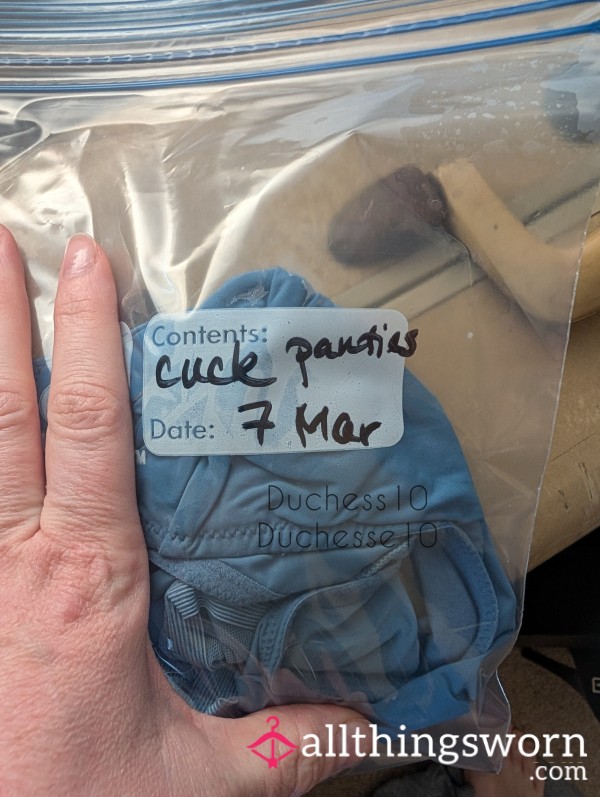 Contents:
cuck panties
Date: 7 Mar
Duchess10
Duchesse10
allthingsworn
.com